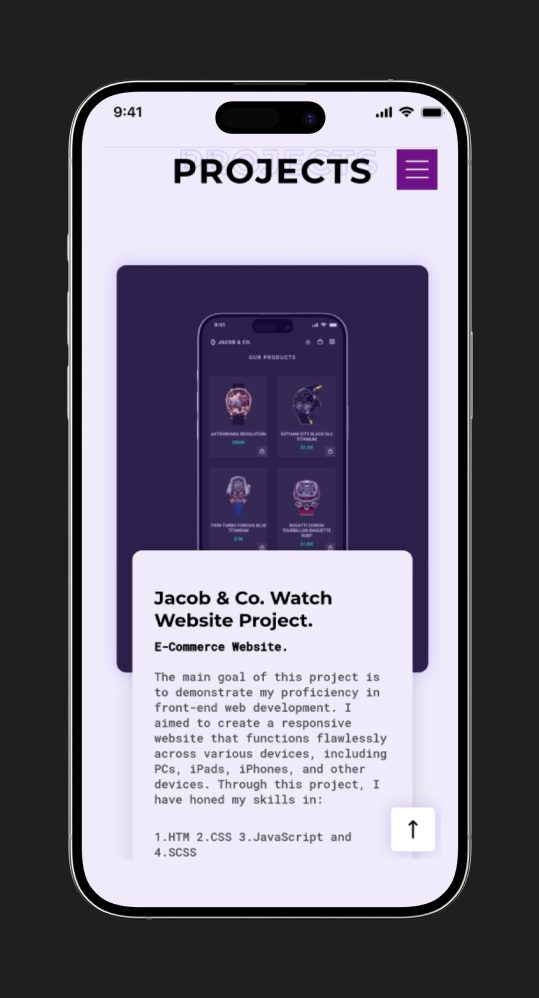 9:41
PROJECTS
PROJECTS
9:41
JACOB & CO.
OUR PRODUCTS
ASTRONOMIA REVOLUTION
GOTHAM CITY BLACK DLC
TITANIUM
TWIN TURBO FURIOUS BLUE
TITANIUM
BUGATTI CHIRON
TOURBILLON BAGUETTE
RUBY
Jacob & Co. Watch
Website Project.
E-Commerce Website.
The main goal of this project is
to demonstrate my proficiency in
front-end web development. I
aimed to create a responsive
website that functions flawlessly
across various devices, including
PCs, iPads, iPhones, and other
devices. Through this project, I
have honed my skills in:
1.HTM 2.CSS 3.JavaScript and
4.SCSS